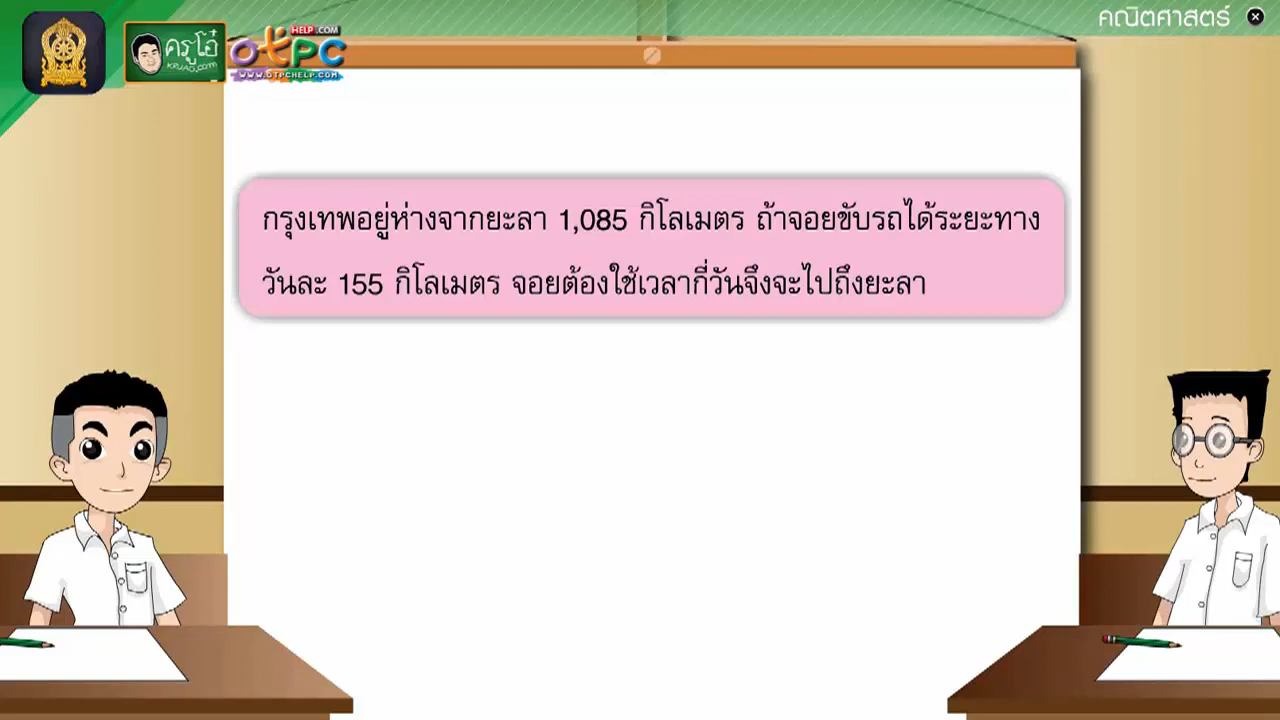 คณิตศาสตร์
ครูโอ๋
KRUAO.com
HELP.COM
OTPC
WWW.OTPCHELP.COM
กรุงเทพอยู่ห่างจากยะลา 1,085 กิโลเมตร ถ้าจอยขับรถได้ระยะทาง
วันละ 155 กิโลเมตร จอยต้องใช้เวลากี่วันจึงจะไปถึงยะลา